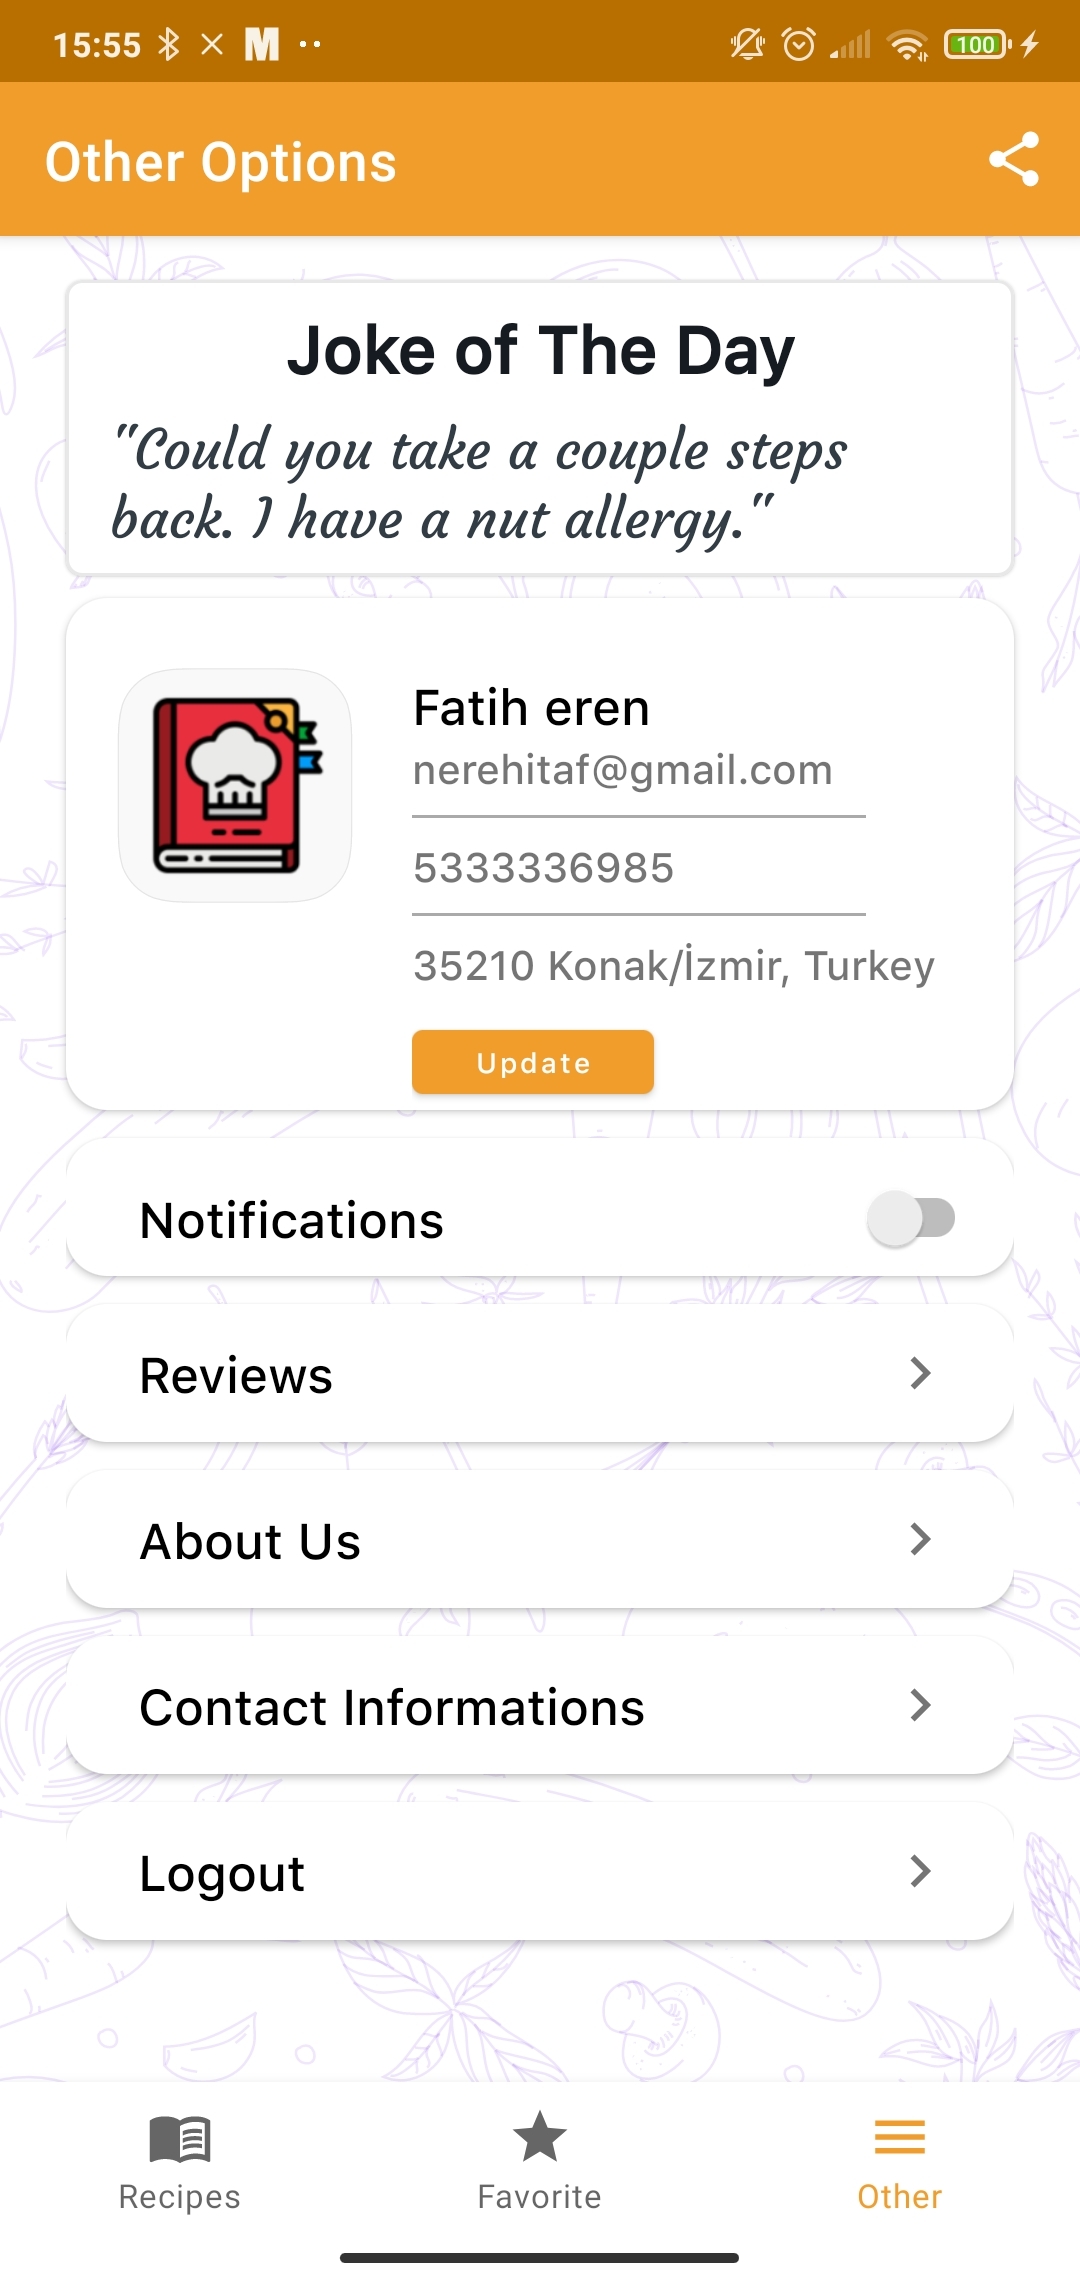 15:55
100
Other Options
Joke of The Day
"Could you take a couple steps
back. I have a nut allergy."
Fatih eren
nerehitaf@gmail.com
5333336985
35210 Konak/İzmir, Turkey
Update
Notifications
Reviews
About Us
Contact Informations
Logout
Recipes
Favorite
Other